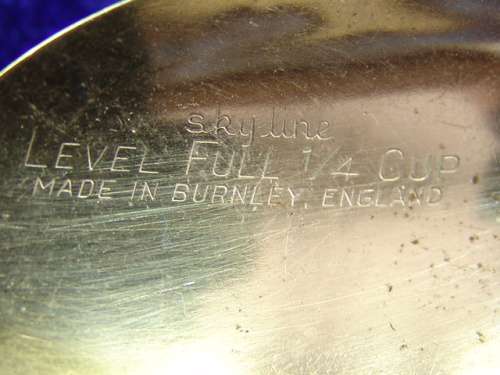 skyline
LEVEL FULL 1/4 CUP
MADE IN BURNLEY, ENGLAND